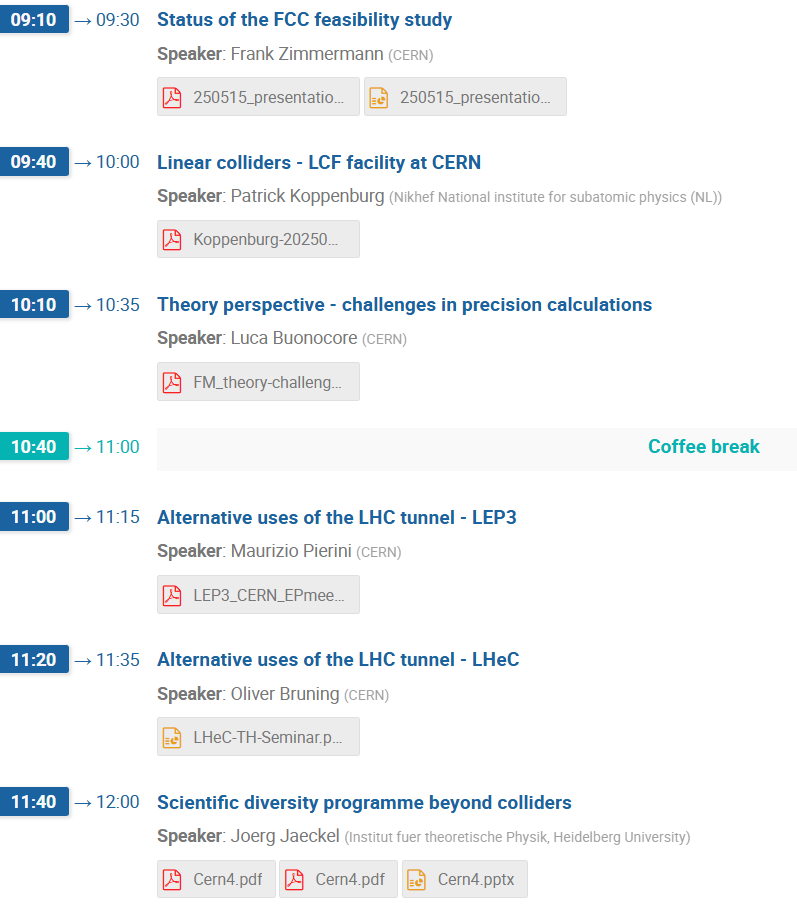 09:10 → 09:30 Status of the FCC feasibility study
Speaker: Frank Zimmermann (CERN)
250515_presentatio... 250515_presentatio...
09:40 → 10:00 Linear colliders - LCF facility at CERN
Speaker: Patrick Koppenburg (Nikhef National institute for subatomic physics (NL))
Koppenburg-20250...
10:10 → 10:35 Theory perspective - challenges in precision calculations
Speaker: Luca Buonocore (CERN)
FM_theory-challeng...
10:40 → 11:00 Coffee break
11:00 → 11:15 Alternative uses of the LHC tunnel - LEP3
Speaker: Maurizio Pierini (CERN)
LEP3_CERN_EPmee...
11:20 → 11:35 Alternative uses of the LHC tunnel - LHeC
Speaker: Oliver Bruning (CERN)
LHeC-TH-Seminar.p...
11:40 → 12:00 Scientific diversity programme beyond colliders
Speaker: Joerg Jaeckel (Institut fuer theoretische Physik, Heidelberg University)
Cern4.pdf Cern4.pdf Cern4.pptx